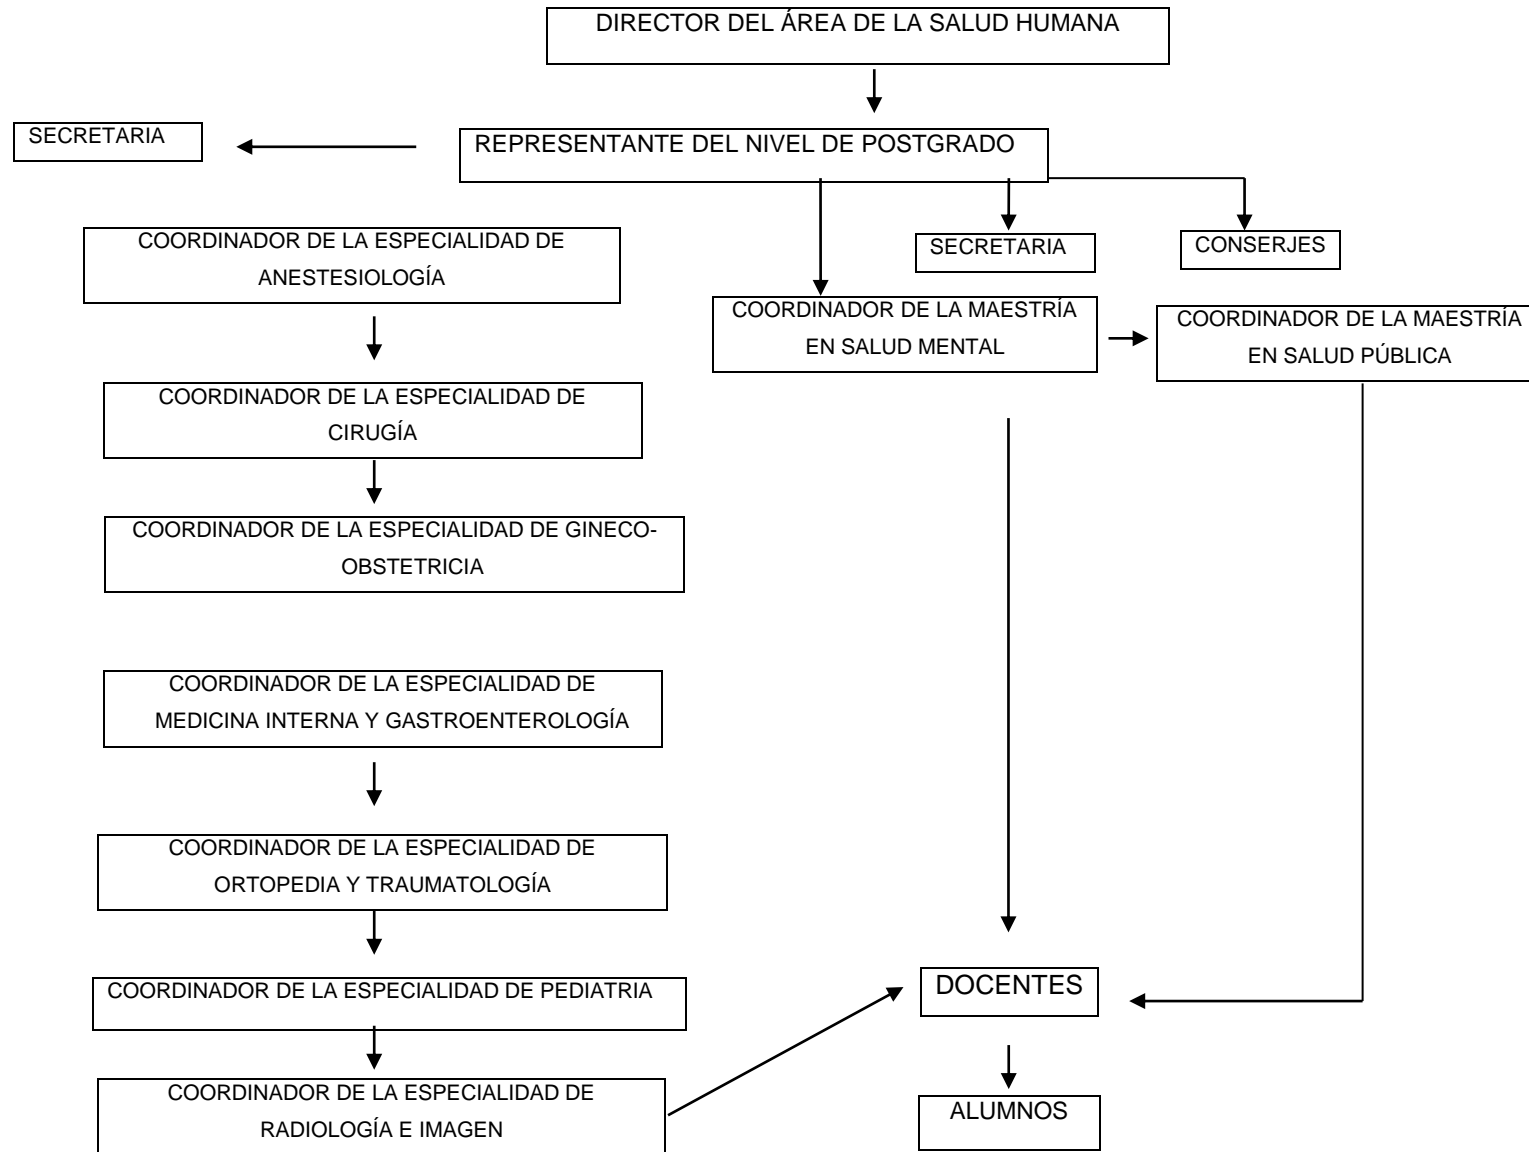 DIRECTOR DEL ÁREA DE LA SALUD HUMANA
SECRETARIA
REPRESENTANTE DEL NIVEL DE POSTGRADO
COORDINADOR DE LA ESPECIALIDAD DE
ANESTESIOLOGÍA
SECRETARIA
CONSERJES
COORDINADOR DE LA MAESTRÍA
EN SALUD MENTAL
COORDINADOR DE LA MAESTRÍA
EN SALUD PÚBLICA
COORDINADOR DE LA ESPECIALIDAD DE
CIRUGÍA
COORDINADOR DE LA ESPECIALIDAD DE GINECO-
OBSTETRICIA
COORDINADOR DE LA ESPECIALIDAD DE
MEDICINA INTERNA Y GASTROENTEROLOGÍA
COORDINADOR DE LA ESPECIALIDAD DE
ORTOPEDIA Y TRAUMATOLOGÍA
COORDINADOR DE LA ESPECIALIDAD DE PEDIATRIA
DOCENTES
COORDINADOR DE LA ESPECIALIDAD DE
RADIOLOGÍA E IMAGEN
ALUMNOS